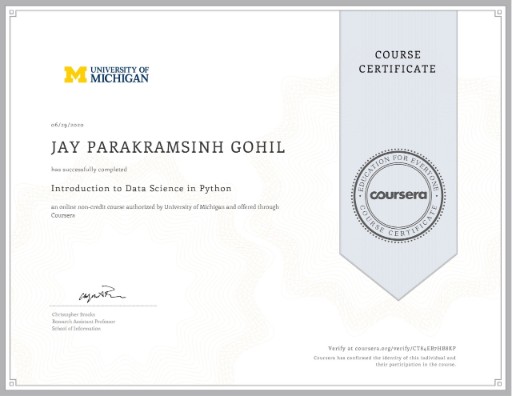 COURSE
CERTIFICATE
M UNIVERSITY OF
MICHIGAN
06/19/2020
JAY PARAKRAMSINH GOHIL
has successfully completed
Introduction to Data Science in Python
an online non-credit course authorized by University of Michigan and offered through
Coursera
EDUCATION FOR EVERYONE
coursera
COURSE CERTIFICATE
Christopher Brooks
Research Assistant Professor
School of Information
Verify at coursera.org/verify/
Coursera has confirmed the identity of this individual and
their participation in the course.